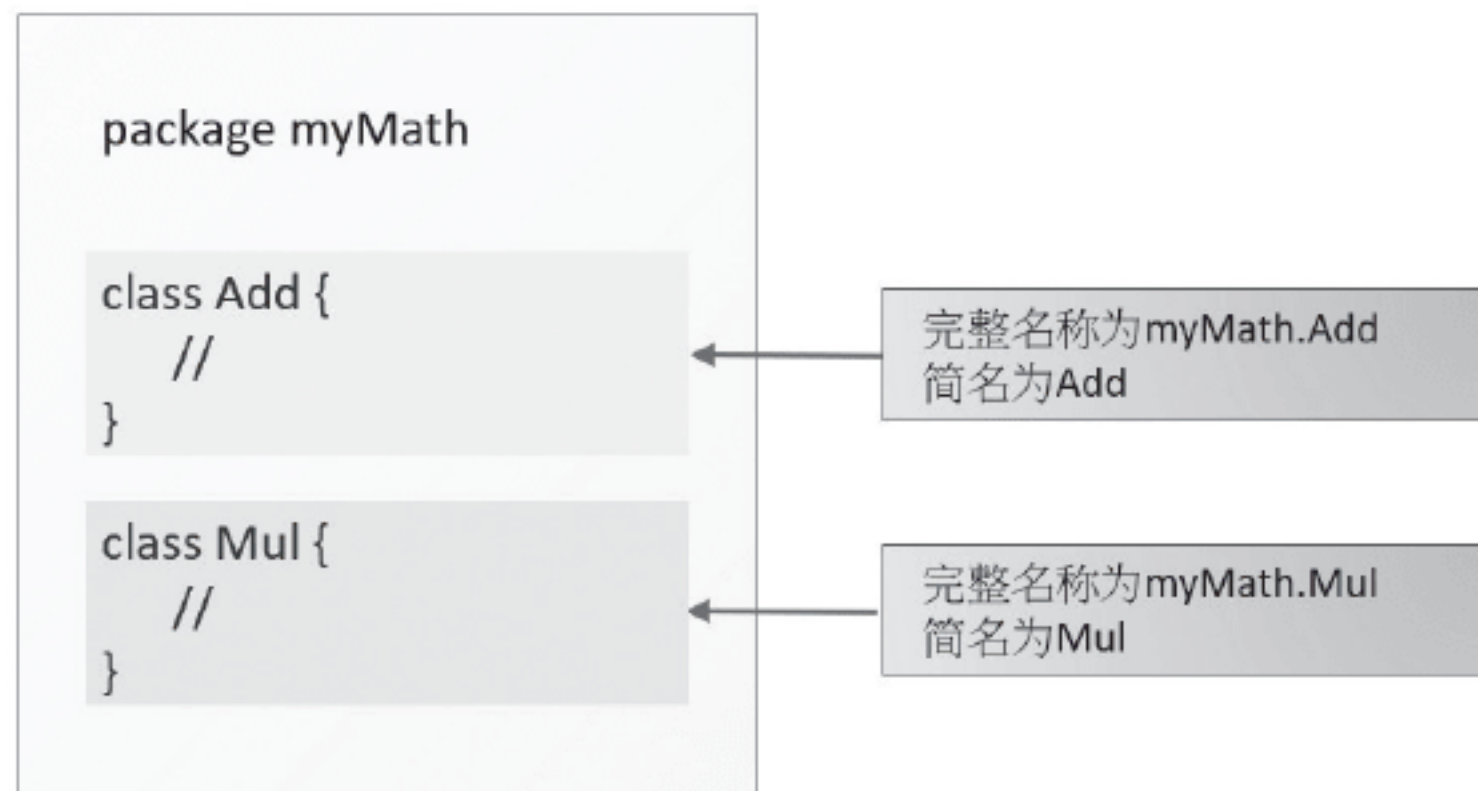 package myMath
class Add {
//
}
完整名称为myMath.Add
简名为Add
class Mul {
//
}
完整名称为myMath.Mul
简名为Mul